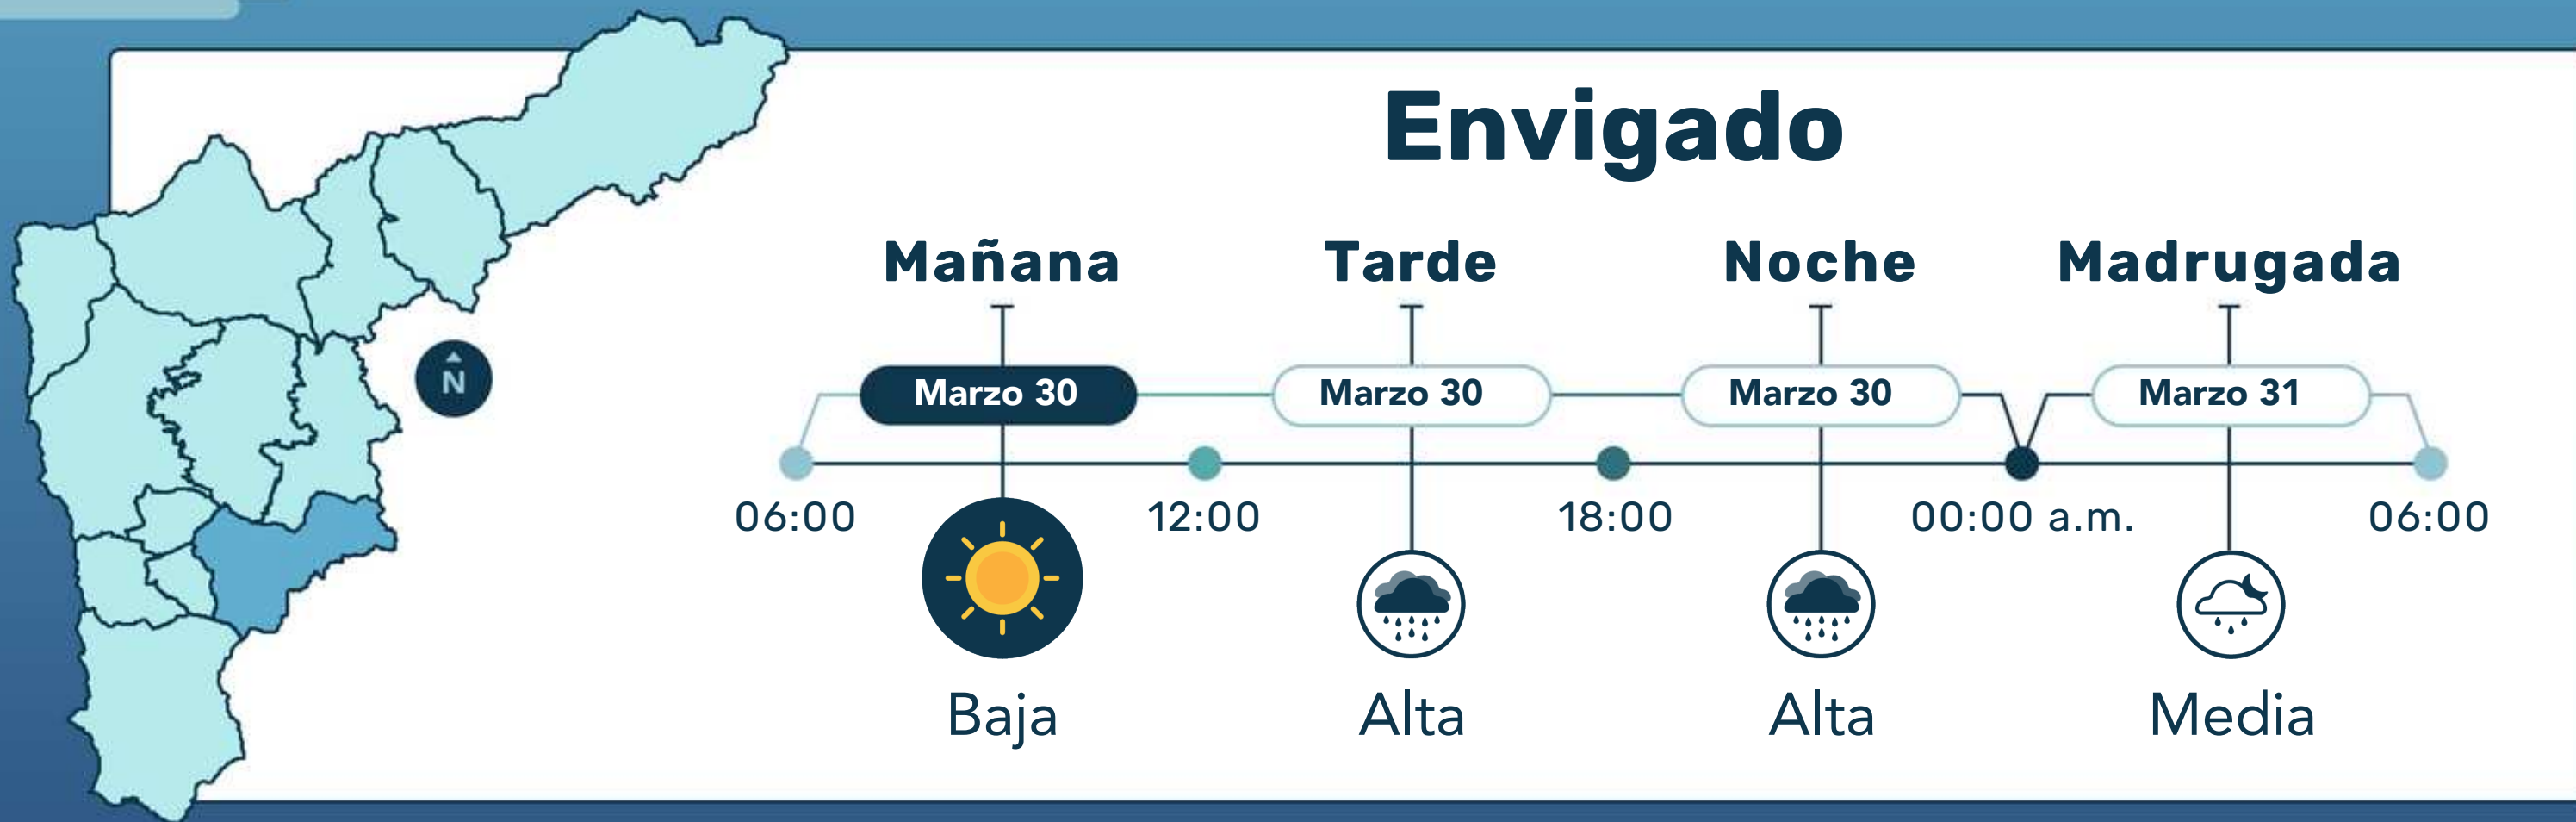 Envigado
Mañana Tarde Noche Madrugada
Marzo 30 Marzo 30 Marzo 30 Marzo 31
N
06:00 12:00 18:00 00:00 a.m. 06:00
Baja Alta Alta Media